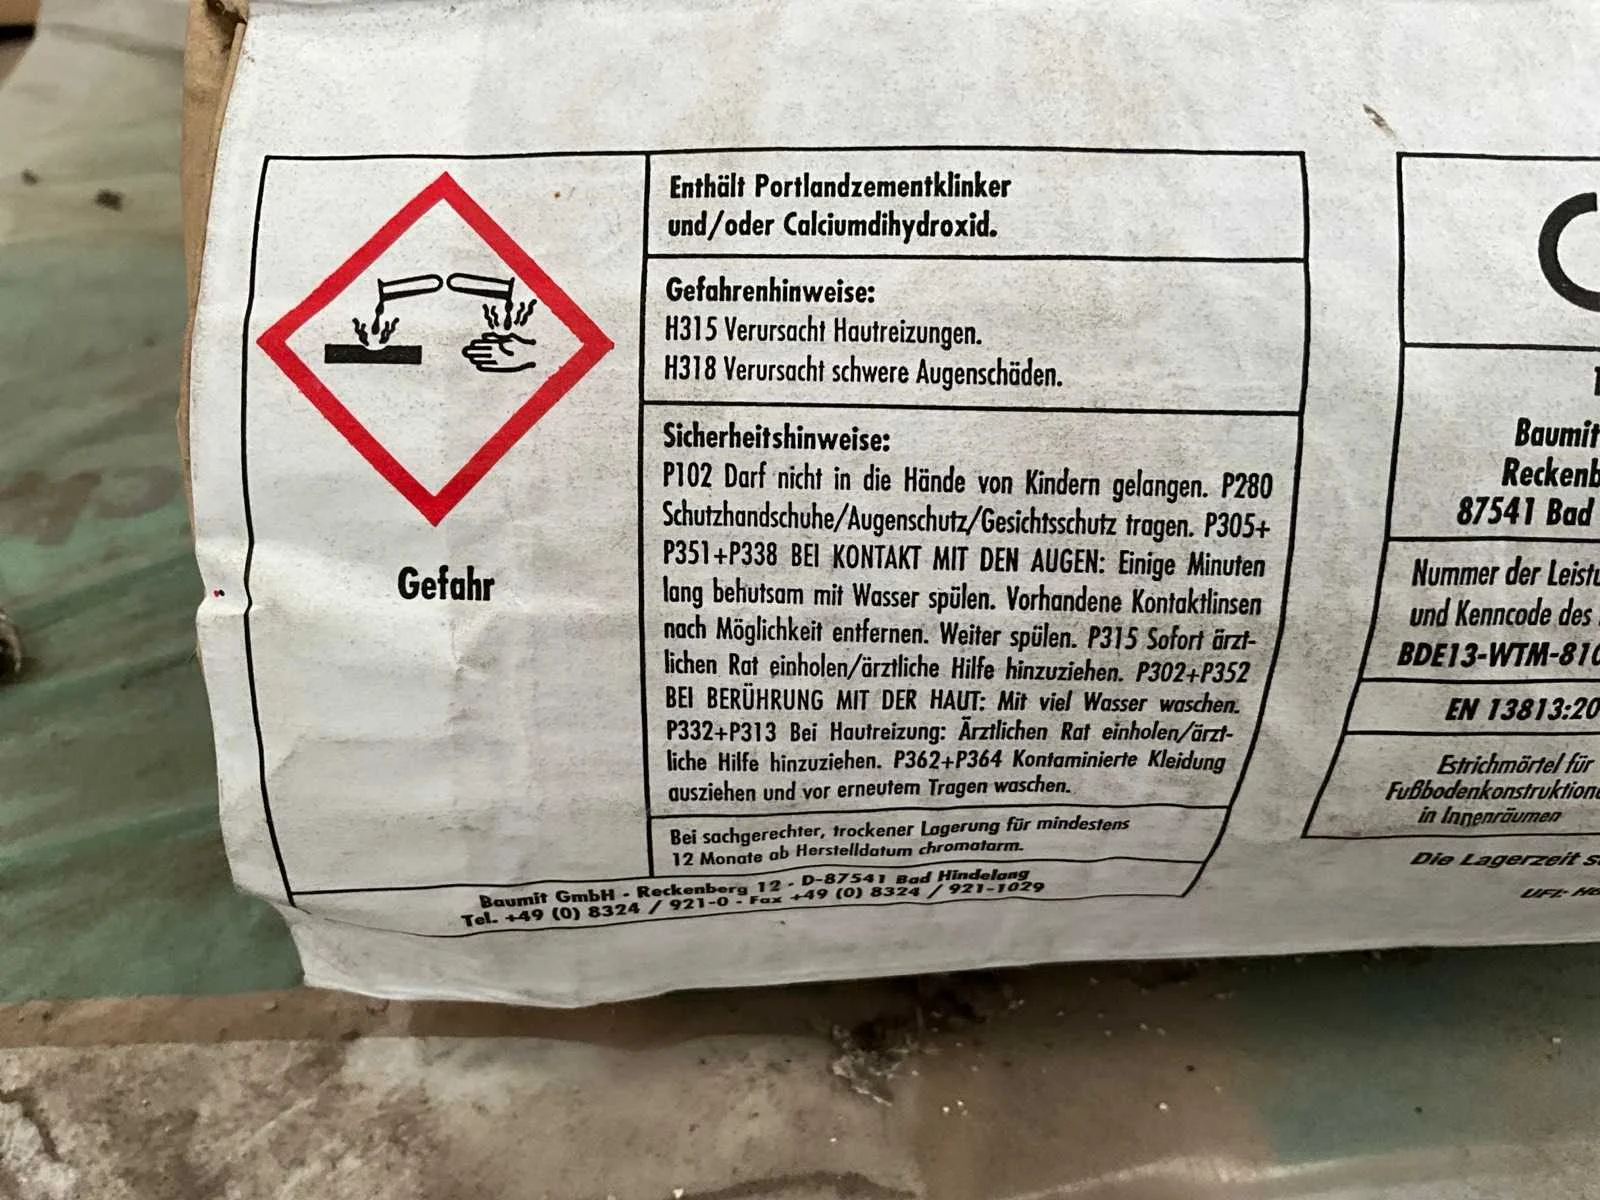 Enthält Portlandzementklinker
und/oder Calciumdihydroxid.
Gefahrenhinweise:
H315 Verursacht Hautreizungen.
H318 Verursacht schwere Augenschäden.
Sicherheitshinweise:
P102 Darf nicht in die Hände von Kindern gelangen. P280
Schutzhandschuhe/Augenschutz/Gesichtsschutz tragen. P305+
P351+P338 BEI KONTAKT MIT DEN AUGEN: Einige Minuten
lang behutsam mit Wasser spülen. Vorhandene Kontaktlinsen
nach Möglichkeit entfernen. Weiter spülen. P315 Sofort ärzt-
lichen Rat einholen/ärztliche Hilfe hinzuziehen. P302+P352
BEI BERÜHRUNG MIT DER HAUT: Mit viel Wasser waschen.
P332+P313 Bei Hautreizung: Ärztlichen Rat einholen/ärzt-
liche Hilfe hinzuziehen. P362+P364 Kontaminierte Kleidung
ausziehen und vor erneutem Tragen waschen.
Bei sachgerechter, trockener Lagerung für mindestens
12 Monate ab Herstelldatum chromatarm.
Gefahr
Baumit GmbH - Reckenberg 12 - D-87541 Bad Hindelang
Tel. +49 (0) 8324 / 921-0 - Fax +49 (0) 8324 / 921-1029
Baumit
Reckenb
87541 Bad
Nummer der Leistu
und Kenncode des
BDE13-WTM-810
EN 13813:20
Estrichmörtel für
Fußbodenkonstruktione
in Innenräumen
Die Lagerzeit s
UFI: